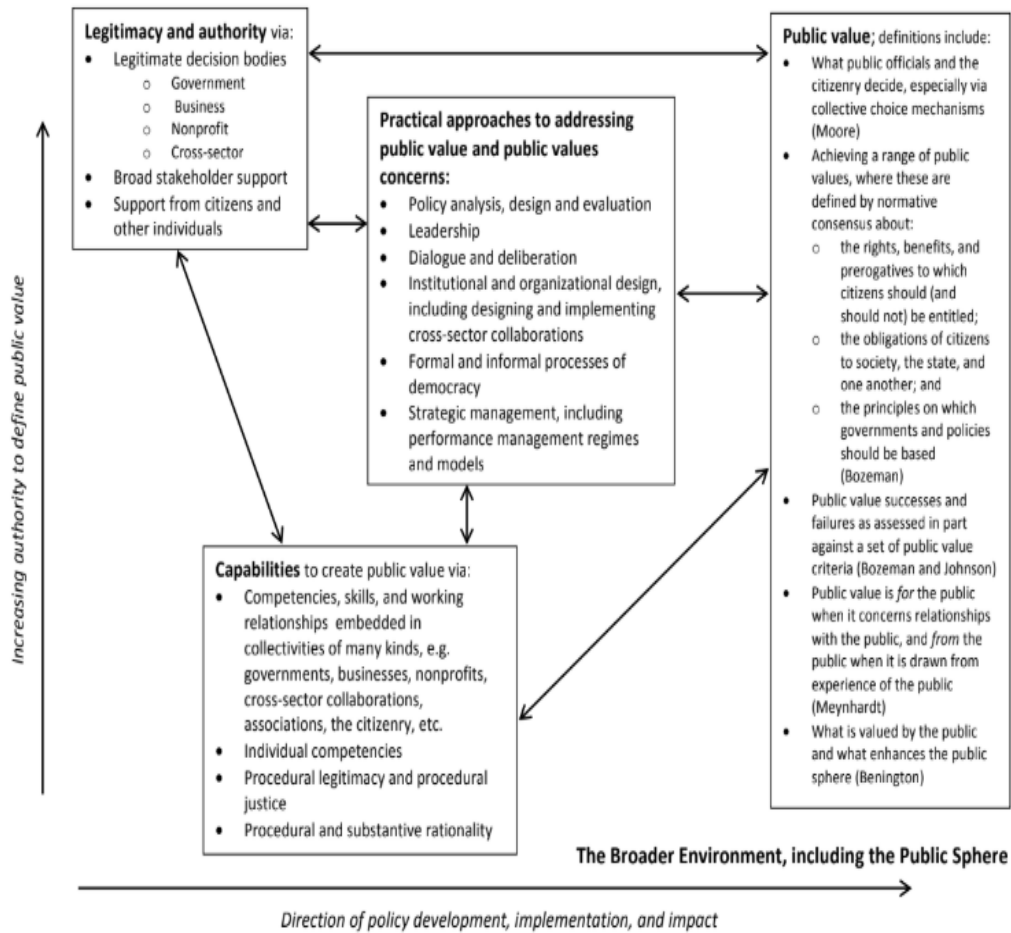 Legitimacy and authority via:
• Legitimate decision bodies
o Government
o Business
o Nonprofit
o Cross-sector
• Broad stakeholder support
• Support from citizens and
other individuals
Practical approaches to addressing
public value and public values
concerns:
• Policy analysis, design and evaluation
• Leadership
• Dialogue and deliberation
• Institutional and organizational design,
including designing and implementing
cross-sector collaborations
• Formal and informal processes of
democracy
• Strategic management, including
performance management regimes
and models
Public value; definitions include:
• What public officials and the
citizenry decide, especially via
collective choice mechanisms
(Moore)
• Achieving a range of public
values, where these are
defined by normative
consensus about:
o the rights, benefits, and
prerogatives to which
citizens should (and
should not) be entitled;
o the obligations of citizens
to society, the state, and
one another; and
o the principles on which
governments and policies
should be based
(Bozeman)
• Public value successes and
failures as assessed in part
against a set of public value
criteria (Bozeman and Johnson)
• Public value is for the public
when it concerns relationships
with the public, and from the
public when it is drawn from
experience of the public
(Meynhardt)
• What is valued by the public
and what enhances the public
sphere (Benington)
Capabilities to create public value via:
• Competencies, skills, and working
relationships embedded in
collectivities of many kinds, e.g.
governments, businesses, nonprofits,
cross-sector collaborations,
associations, the citizenry, etc.
• Individual competencies
• Procedural legitimacy and procedural
justice
• Procedural and substantive rationality
Increasing authority to define public value
The Broader Environment, including the Public Sphere
Direction of policy development, implementation, and impact